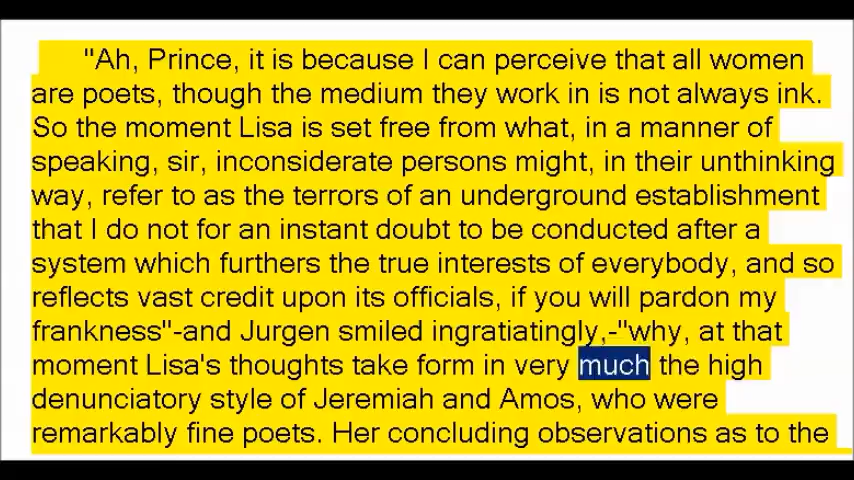 "Ah, Prince, it is because I can perceive that all women
are poets, though the medium they work in is not always ink.
So the moment Lisa is set free from what, in a manner of
speaking, sir, inconsiderate persons might, in their unthinking
way, refer to as the terrors of an underground establishment
that I do not for an instant doubt to be conducted after a
system which furthers the true interests of everybody, and so
reflects vast credit upon its officials, if you will pardon my
frankness"-and Jurgen smiled ingratiatingly,-"why, at that
moment Lisa's thoughts take form in very much the high
denunciatory style of Jeremiah and Amos, who were
remarkably fine poets. Her concluding observations as to the